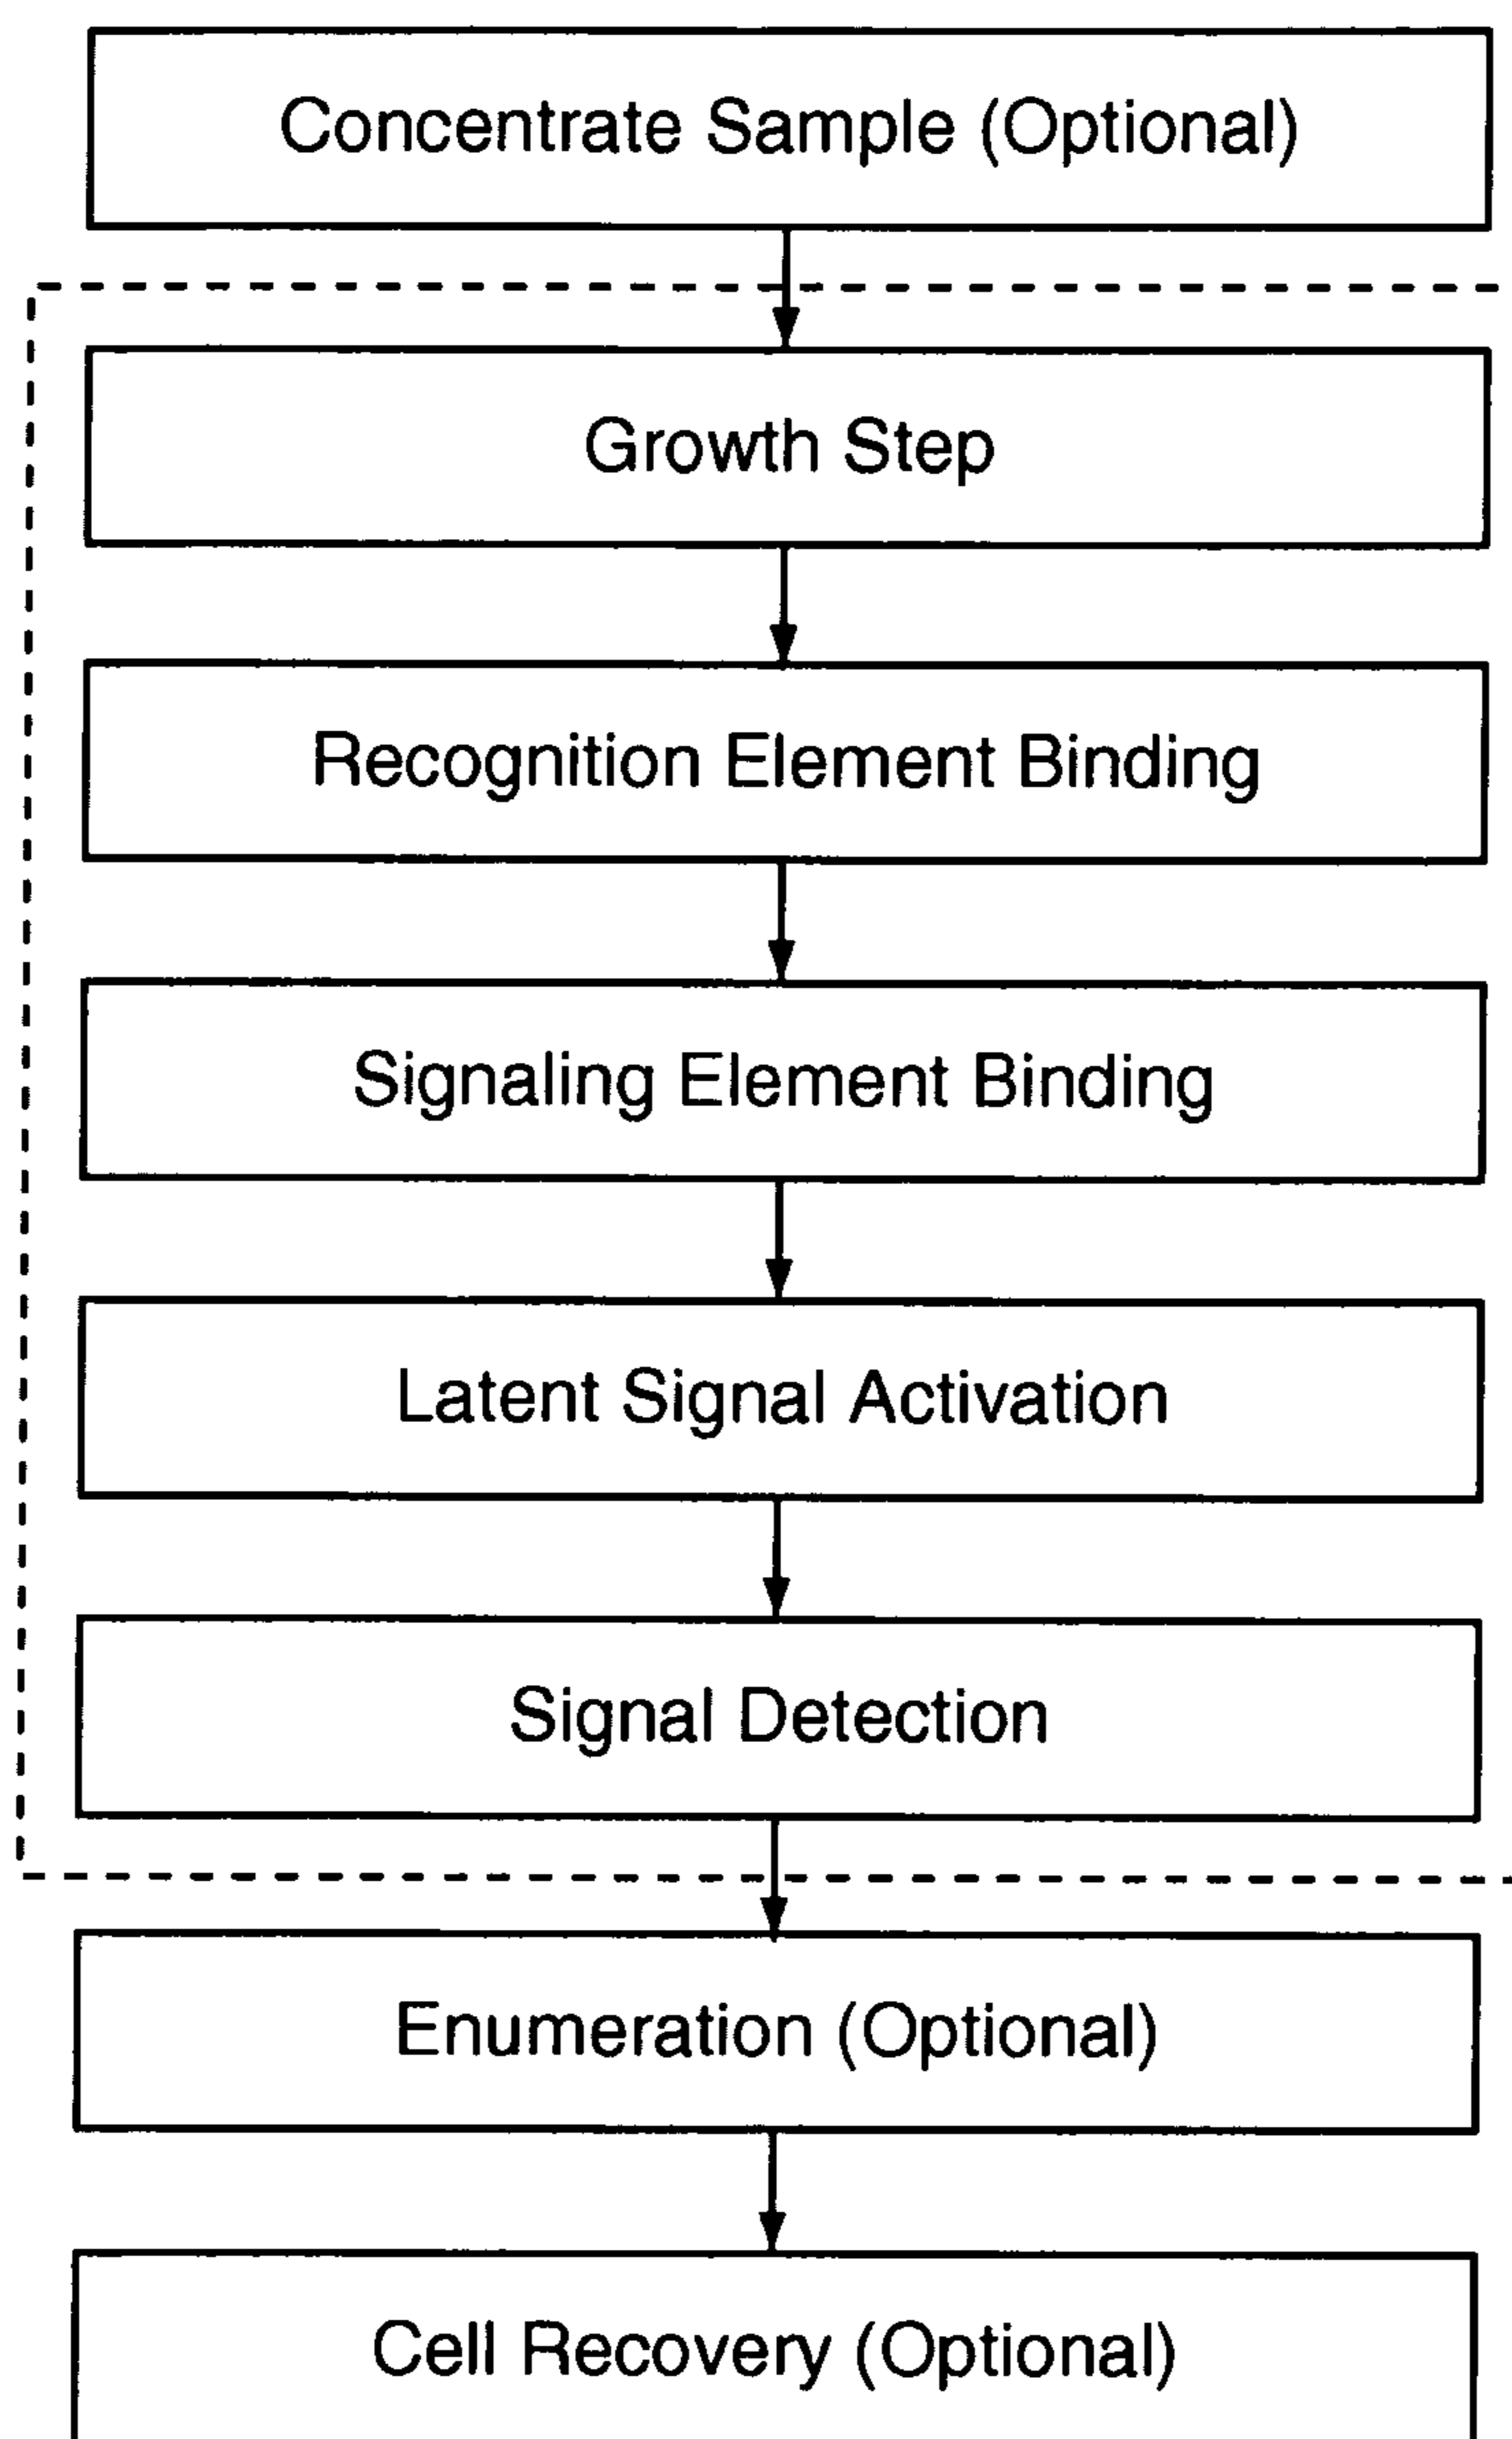 Concentrate Sample (Optional)
Growth Step
Recognition Element Binding
Signaling Element Binding
Latent Signal Activation
Signal Detection
Enumeration (Optional)
Cell Recovery (Optional)